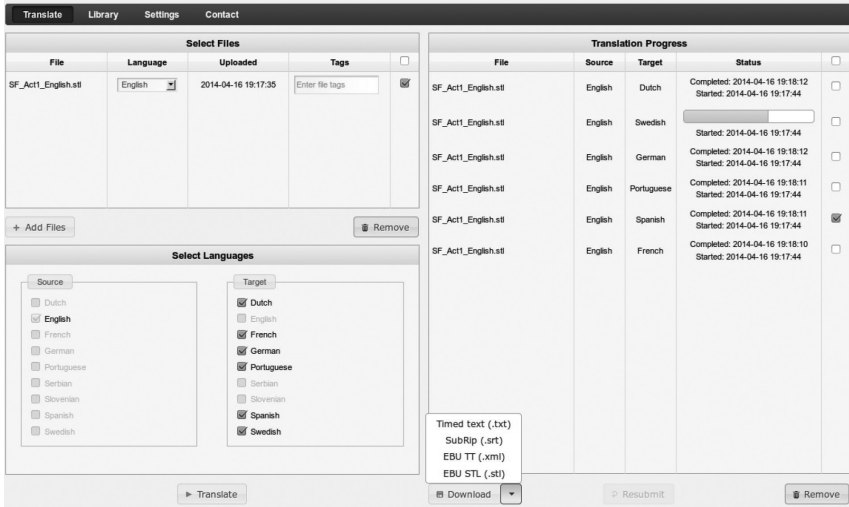 Translate Library Settings Contact
Select Files
File Language Uploaded Tags
SF_Act1_English.stl English 2014-04-16 19:17:35 Enter file tags
+ Add Files Remove
Select Languages
Source
Dutch
English
French
German
Portuguese
Serbian
Slovenian
Spanish
Swedish
Target
Dutch
English
French
German
Portuguese
Serbian
Slovenian
Spanish
Swedish
Translate
Translation Progress
File Source Target Status
SF_Act1_English.stl English Dutch Completed: 2014-04-16 19:18:12
Started: 2014-04-16 19:17:44
SF_Act1_English.stl English Swedish
Started: 2014-04-16 19:17:44
SF_Act1_English.stl English German Completed: 2014-04-16 19:18:12
Started: 2014-04-16 19:17:44
SF_Act1_English.stl English Portuguese Completed: 2014-04-16 19:18:11
Started: 2014-04-16 19:17:44
SF_Act1_English.stl English Spanish Completed: 2014-04-16 19:18:11
Started: 2014-04-16 19:17:44
SF_Act1_English.stl English French Completed: 2014-04-16 19:18:10
Started: 2014-04-16 19:17:44
Timed text (.txt)
SubRip (.srt)
EBU TT (.xml)
EBU STL (.stl)
Download Resubmit Remove